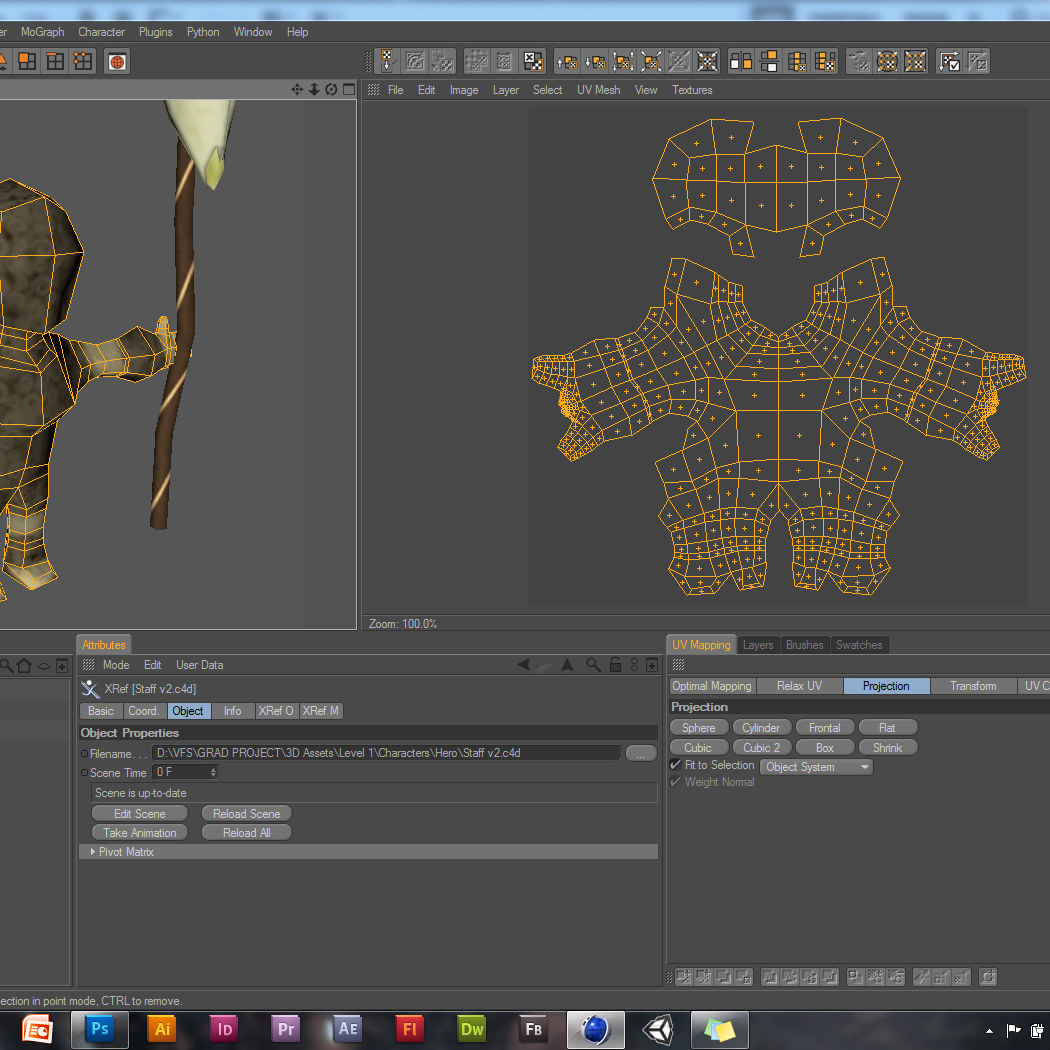 er MoGraph Character Plugins Python Window Help
File Edit Image Layer Select UV Mesh View Textures
Zoom: 100.0%
Attributes
Mode Edit User Data
XRef [Staff v2.c4d]
Basic Coord. Object Info XRef O XRef M
Object Properties
Filename. . . D:\VFS\GRAD PROJECT\3D Assets\Level 1\Characters\Hero\Staff v2.c4d ...
Scene Time 0 F
Scene is up-to-date
Edit Scene Reload Scene
Take Animation Reload All
Pivot Matrix
UV Mapping Layers Brushes Swatches
Optimal Mapping Relax UV Projection Transform UV C
Projection
Sphere Cylinder Frontal Flat
Cubic Cubic 2 Box Shrink
Fit to Selection Object System
Weight Normal
ection in point mode, CTRL to remove.
Ps Ai ID Pr AE Fl Dw FB